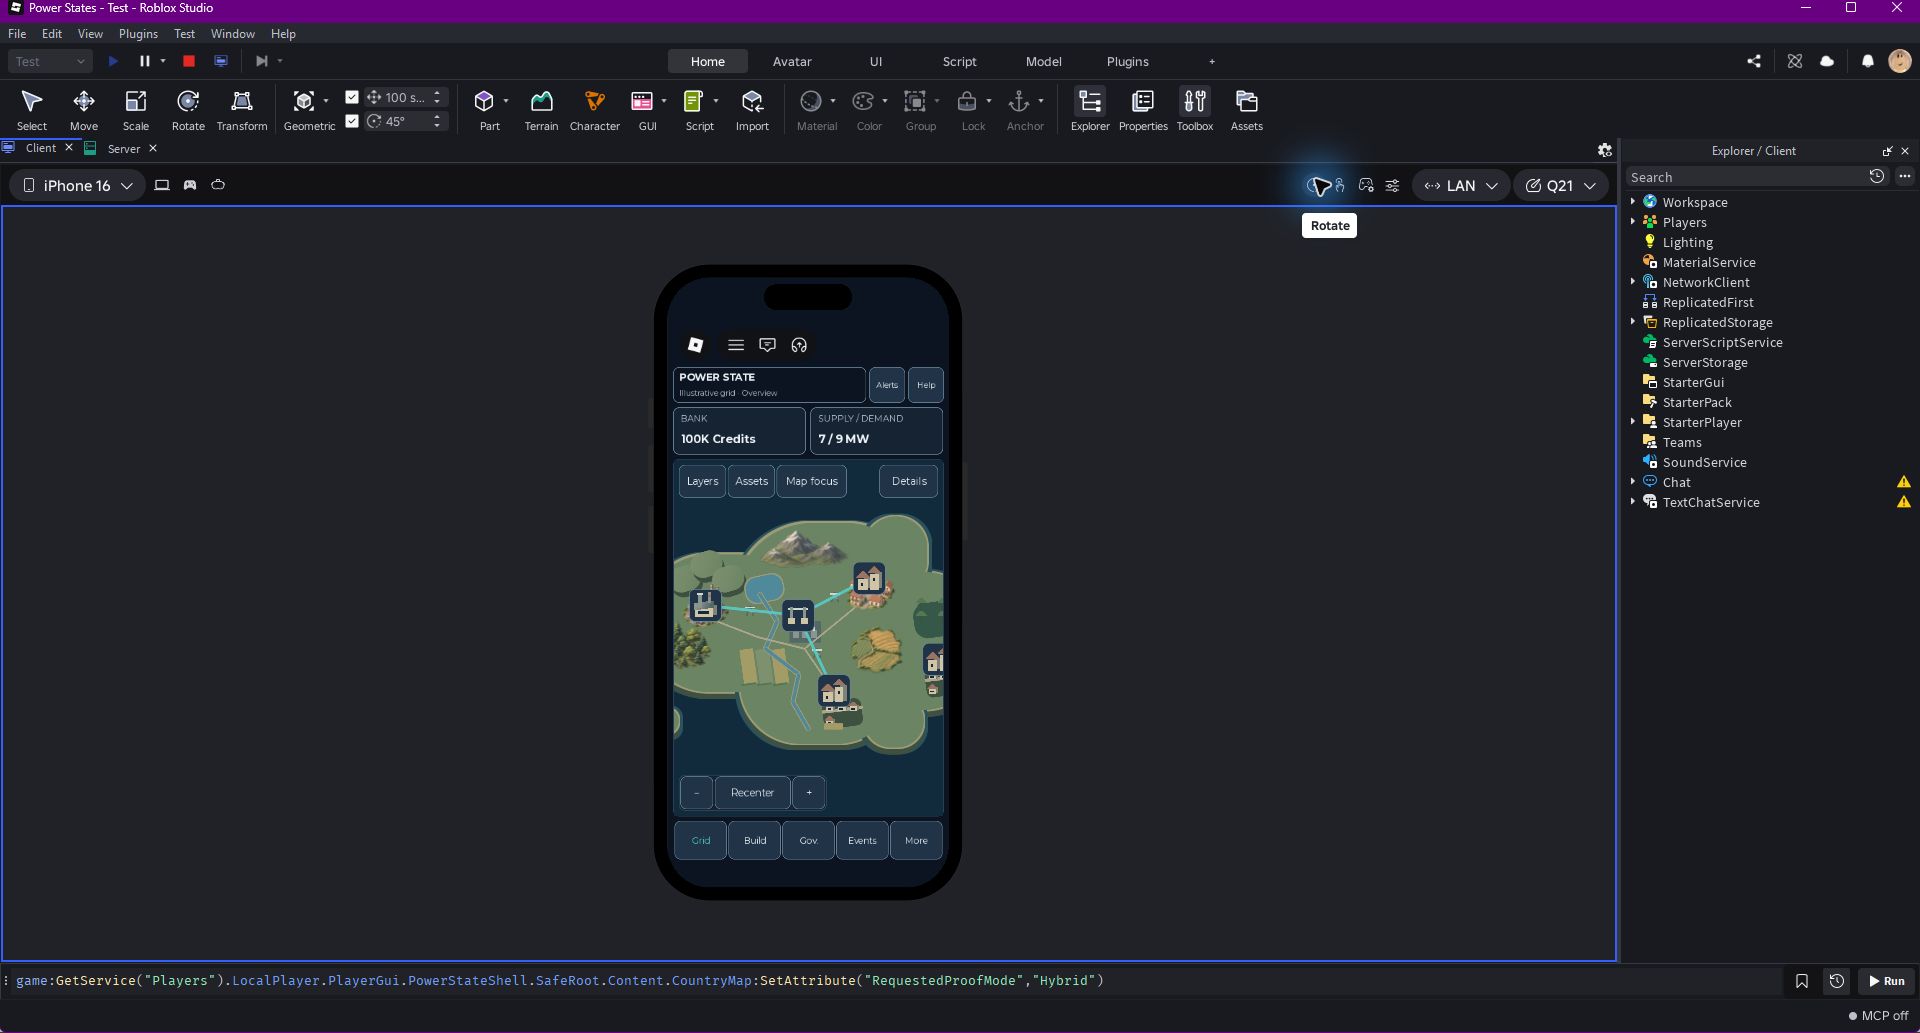 Power States - Test - Roblox Studio
File Edit View Plugins Test Window Help
Test
Home Avatar UI Script Model Plugins +
100 s...
45°
Select Move Scale Rotate Transform Geometric Part Terrain Character GUI Script Import Material Color Group Lock Anchor Explorer Properties Toolbox Assets
Client Server
Explorer / Client
iPhone 16
LAN
Q21
Rotate
Search
Workspace
Players
Lighting
MaterialService
NetworkClient
ReplicatedFirst
ReplicatedStorage
ServerScriptService
ServerStorage
StarterGui
StarterPack
StarterPlayer
Teams
SoundService
Chat
TextChatService
POWER STATE
Illustrative grid · Overview
Alerts
Help
BANK
100K Credits
SUPPLY / DEMAND
7 / 9 MW
Layers Assets Map focus Details
- Recenter +
Grid Build Gov. Events More
game:GetService("Players").LocalPlayer.PlayerGui.PowerStateShell.SafeRoot.Content.CountryMap:SetAttribute("RequestedProofMode","Hybrid")
Run
MCP off